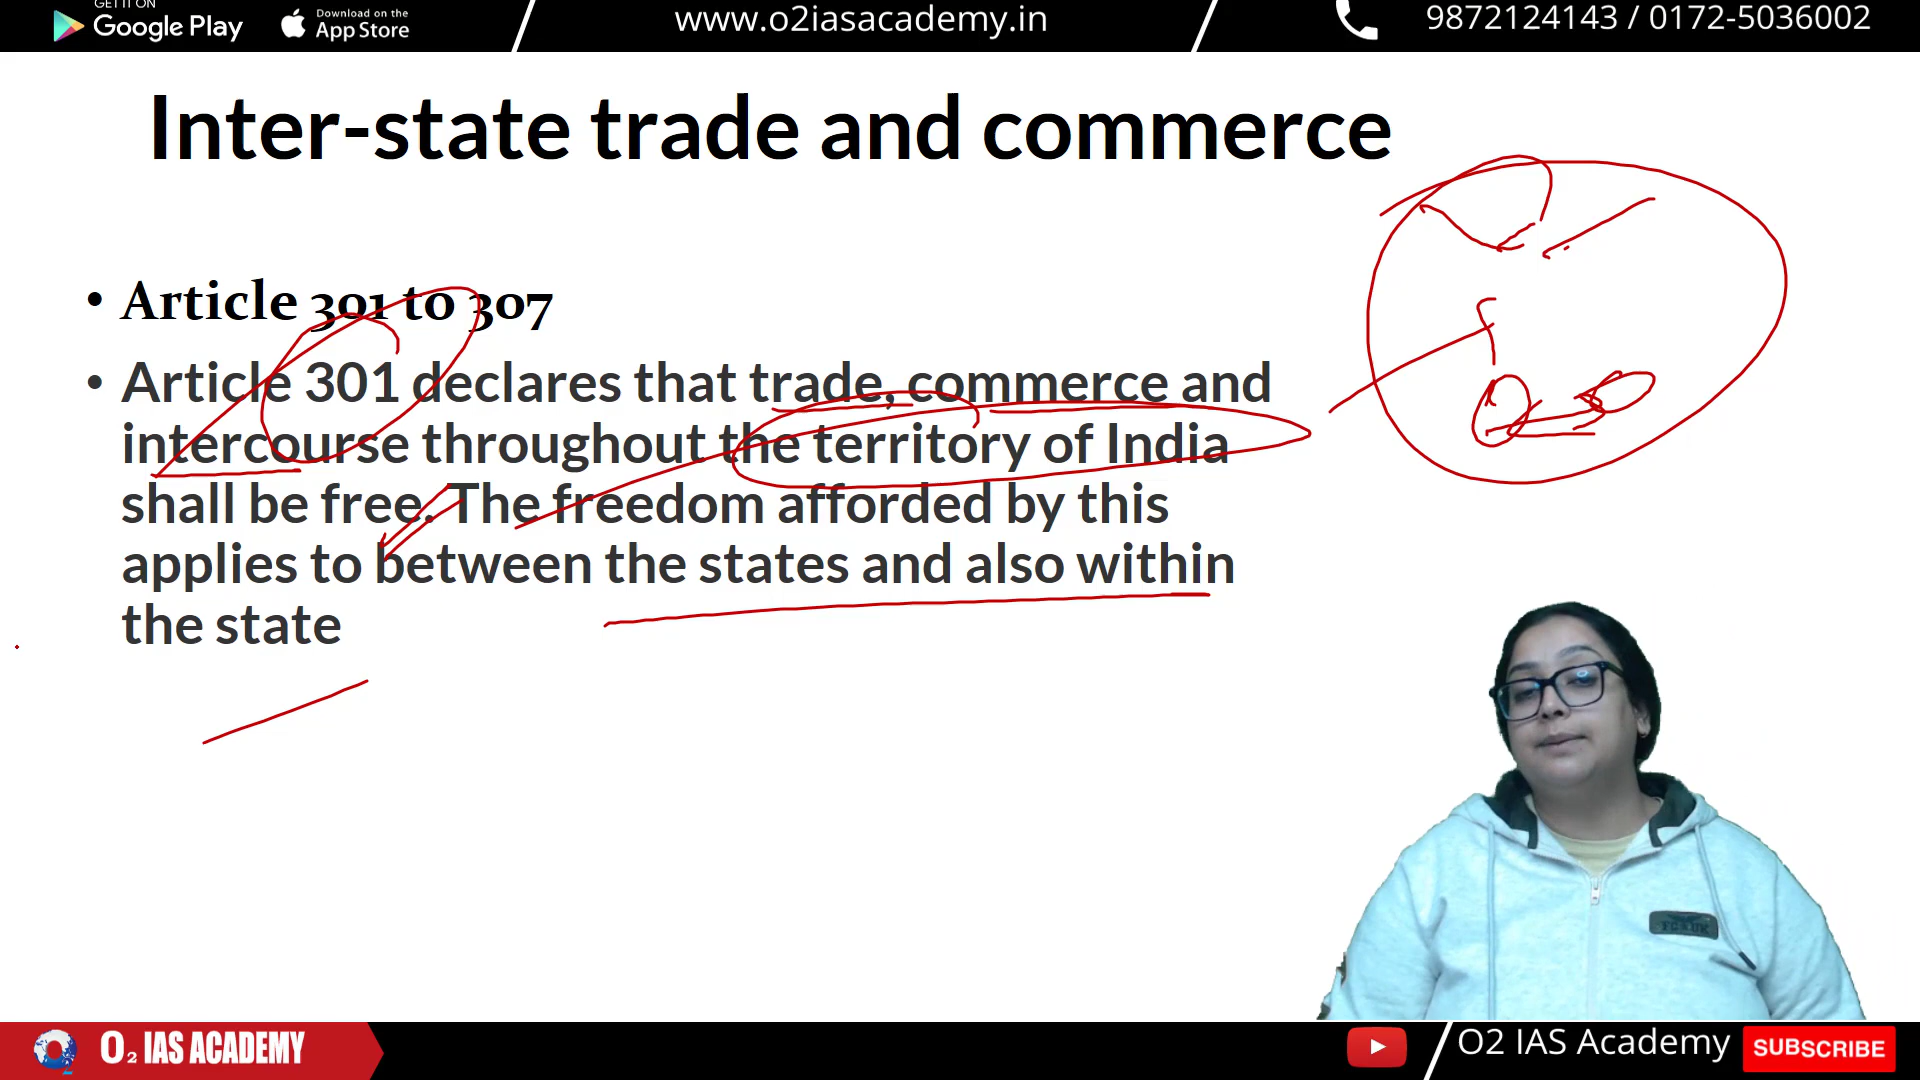 GET IT ON
Google Play
Download on the
App Store
www.o2iasacademy.in
9872124143 / 0172-5036002
Inter-state trade and commerce
• Article 301 to 307
• Article 301 declares that trade, commerce and
intercourse throughout the territory of India
shall be free. The freedom afforded by this
applies to between the states and also within
the state
O2 IAS ACADEMY
O2 IAS Academy
SUBSCRIBE